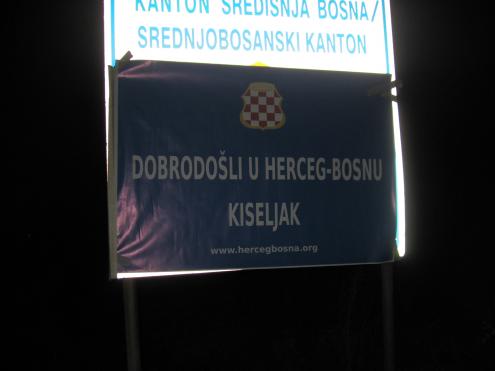 KANTON SREDIŠNJA BOSNA/
SREDNJOBOSANSKI KANTON
DOBRODOŠLI U HERCEG-BOSNU
KISELJAK
www.hercegbosna.org